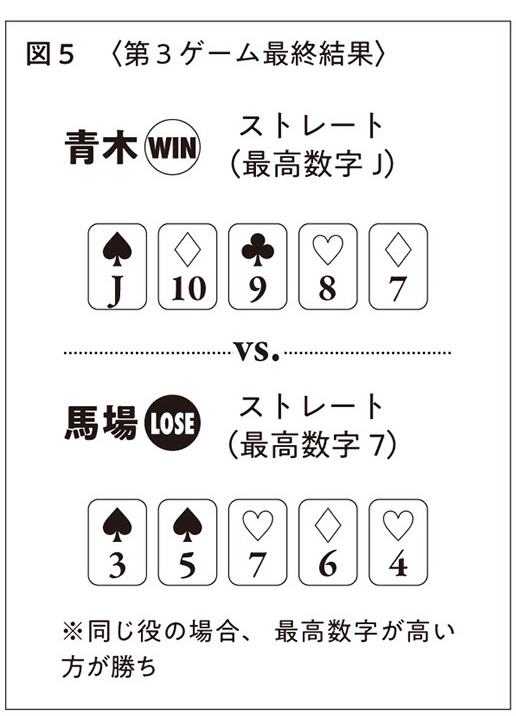 図5 〈第3ゲーム最終結果〉
青木 WIN ストレート
（最高数字 J）
J 10 9 8 7
vs.
馬場 LOSE ストレート
（最高数字 7）
3 5 7 6 4
※同じ役の場合、 最高数字が高い
方が勝ち